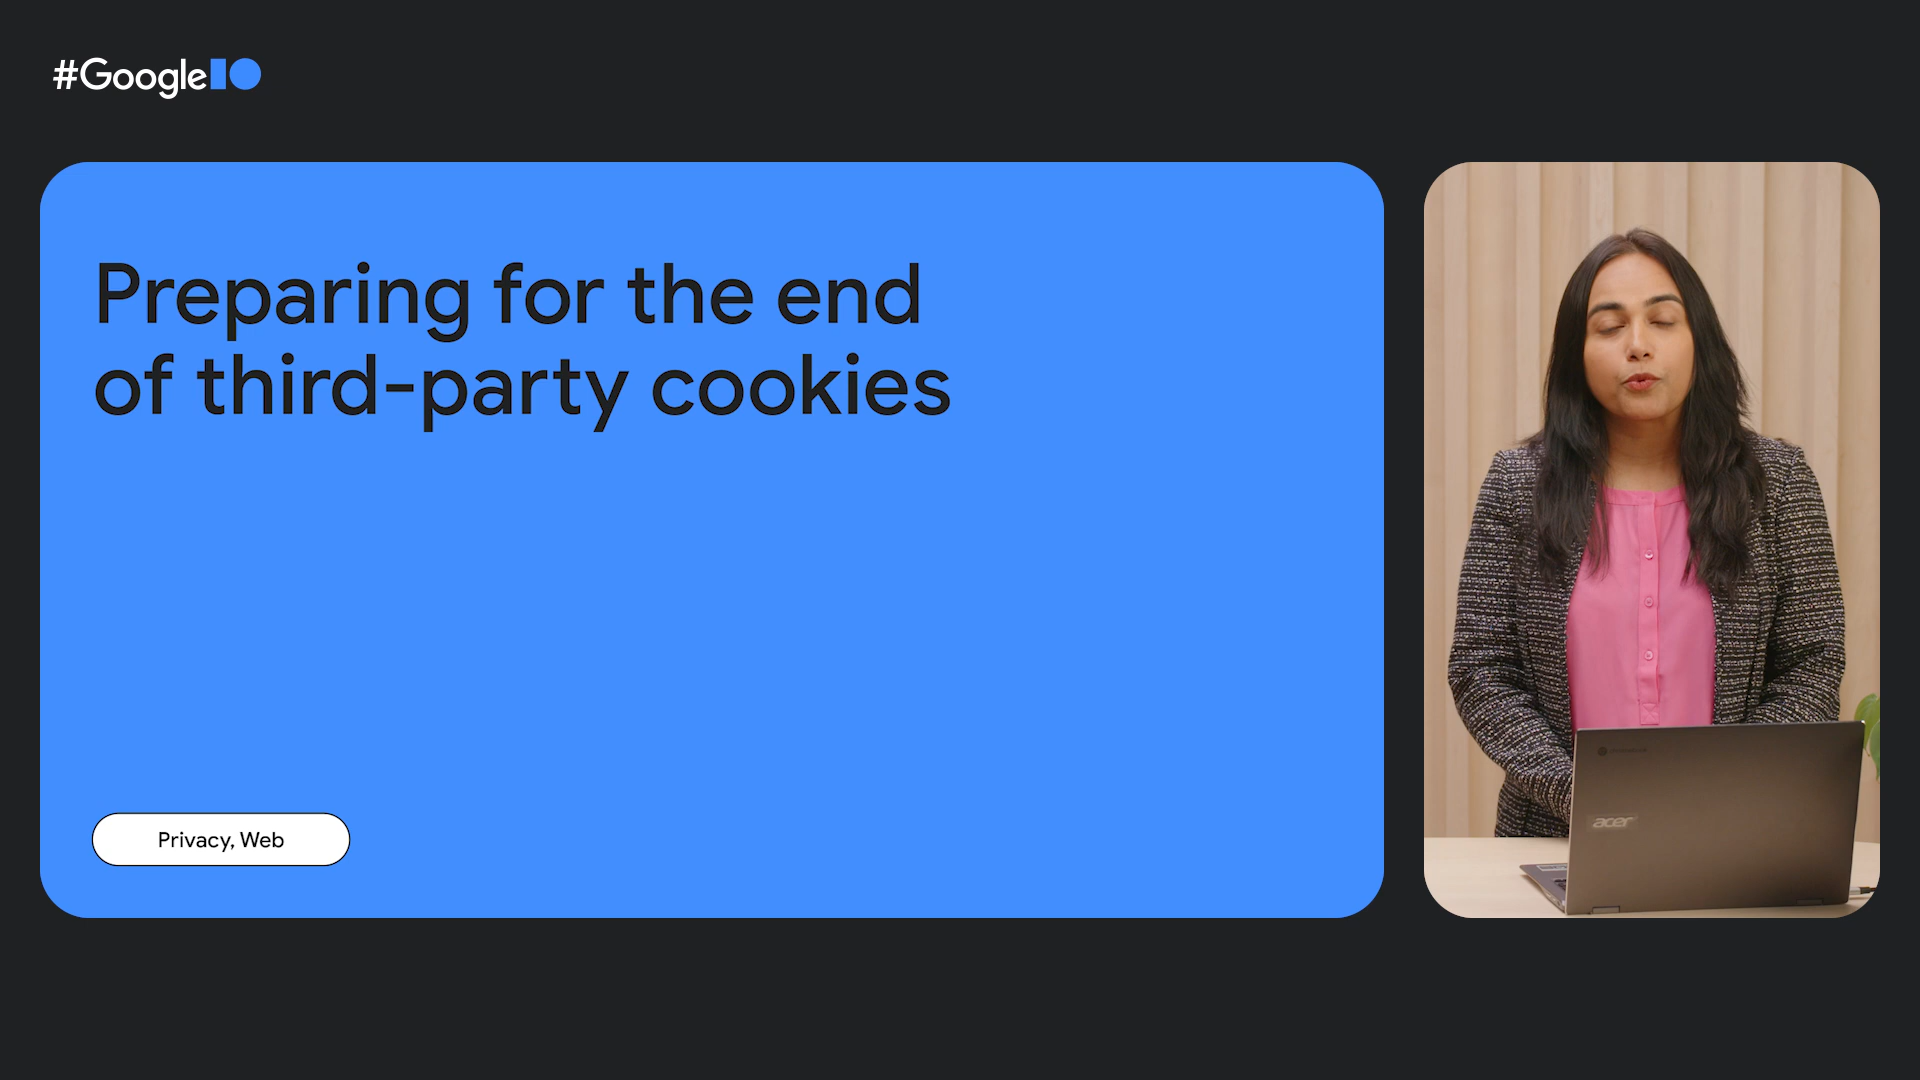 #GoogleIO
Preparing for the end
of third-party cookies
Privacy, Web
acer